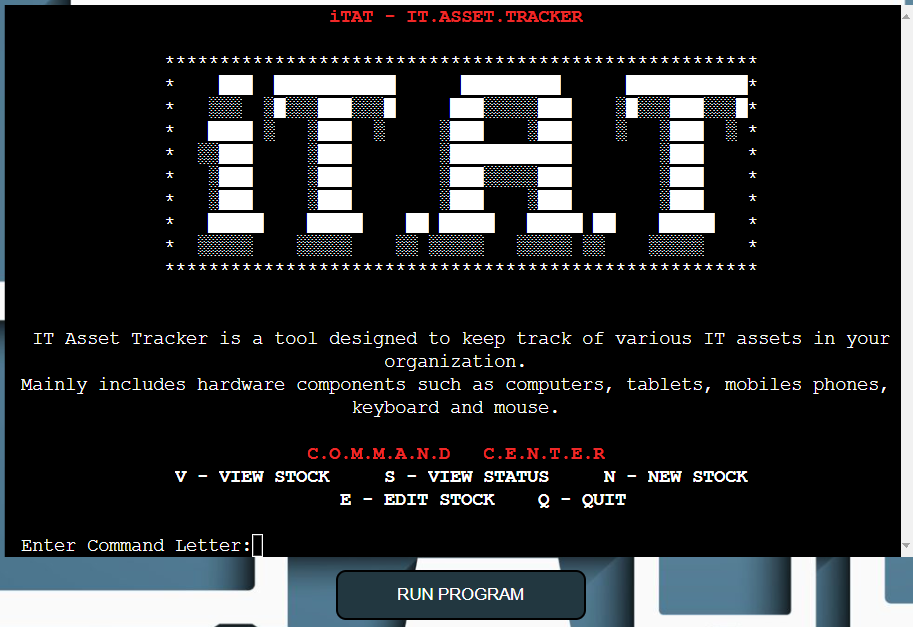 iTAT - IT.ASSET.TRACKER
iT.A.T
IT Asset Tracker is a tool designed to keep track of various IT assets in your
organization.
Mainly includes hardware components such as computers, tablets, mobiles phones,
keyboard and mouse.
C.O.M.M.A.N.D C.E.N.T.E.R
V - VIEW STOCK S - VIEW STATUS N - NEW STOCK
E - EDIT STOCK Q - QUIT
Enter Command Letter:
RUN PROGRAM